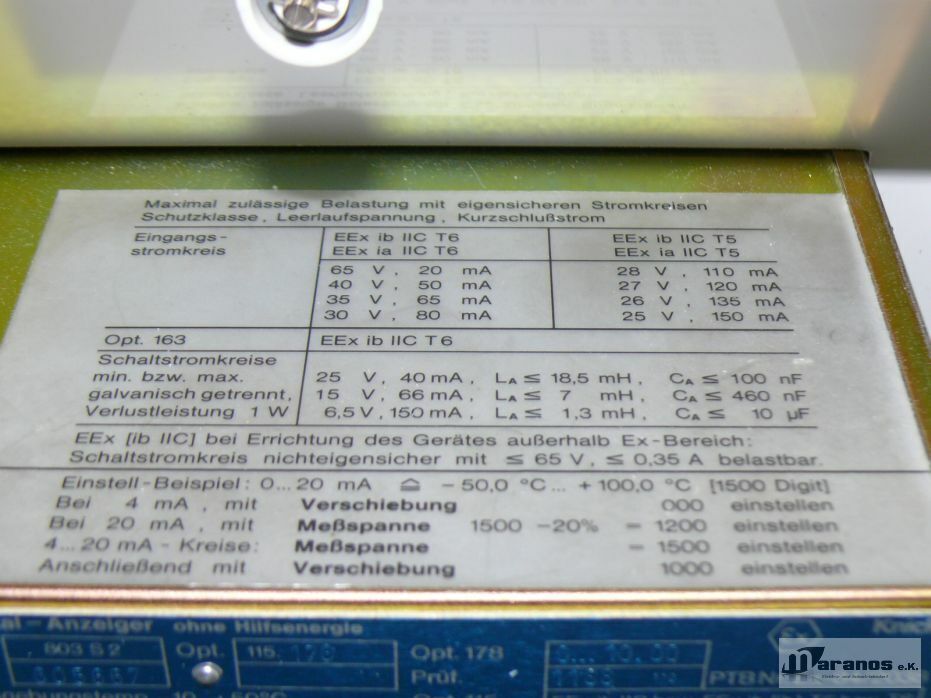 Maximal zulässige Belastung mit eigensicheren Stromkreisen
Schutzklasse, Leerlaufspannung, Kurzschlußstrom
Eingangs- EEx ib IIC T6 EEx ib IIC T5
stromkreis EEx ia IIC T6 EEx ia IIC T5
65 V, 20 mA 28 V, 110 mA
40 V, 50 mA 27 V, 120 mA
35 V, 65 mA 26 V, 135 mA
30 V, 80 mA 25 V, 150 mA
Opt. 163 EEx ib IIC T6
Schaltstromkreise
min. bzw. max. 25 V, 40 mA, LA ≤ 18,5 mH, CA ≤ 100 nF
galvanisch getrennt, 15 V, 66 mA, LA ≤ 7 mH, CA ≤ 460 nF
Verlustleistung 1 W 6,5 V, 150 mA, LA ≤ 1,3 mH, CA ≤ 10 µF
EEx [ib IIC] bei Errichtung des Gerätes außerhalb Ex-Bereich:
Schaltstromkreis nichteigensicher mit ≤ 65 V, ≤ 0,35 A belastbar.
Einstell-Beispiel: 0... 20 mA ≙ -50,0 °C... +100,0 °C [1500 Digit]
Bei 4 mA, mit Verschiebung 000 einstellen
Bei 20 mA, mit Meßspanne 1500 -20% = 1200 einstellen
4... 20 mA-Kreise: Meßspanne = 1500 einstellen
Anschließend mit Verschiebung 1000 einstellen
al-Anzeiger ohne Hilfsenergie
803 S 2 Opt. 115, 178 Opt. 178 0... 10.00
Prüf.
Maranos e.K.